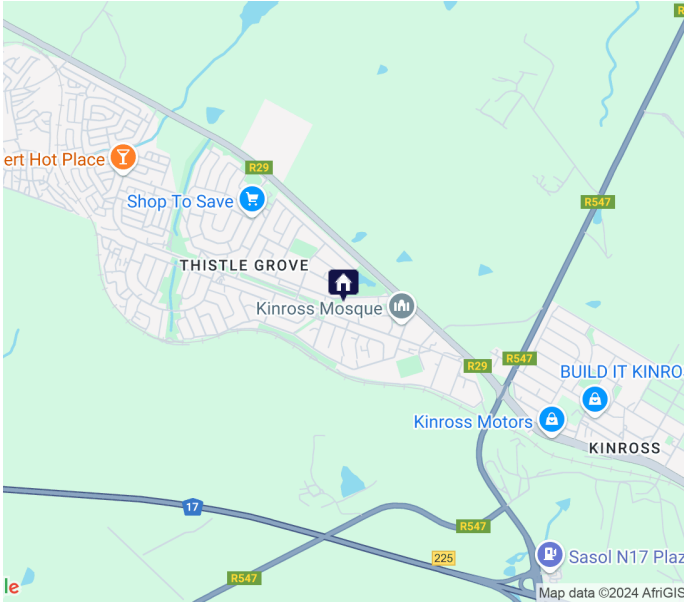 R
R29
ert Hot Place
Shop To Save
R547
THISTLE GROVE
Kinross Mosque
R547
R29
BUILD IT KINRO
Kinross Motors
KINROSS
17
R547
225
Sasol N17 Plaz
R547
le
Map data ©2024 AfriGIS